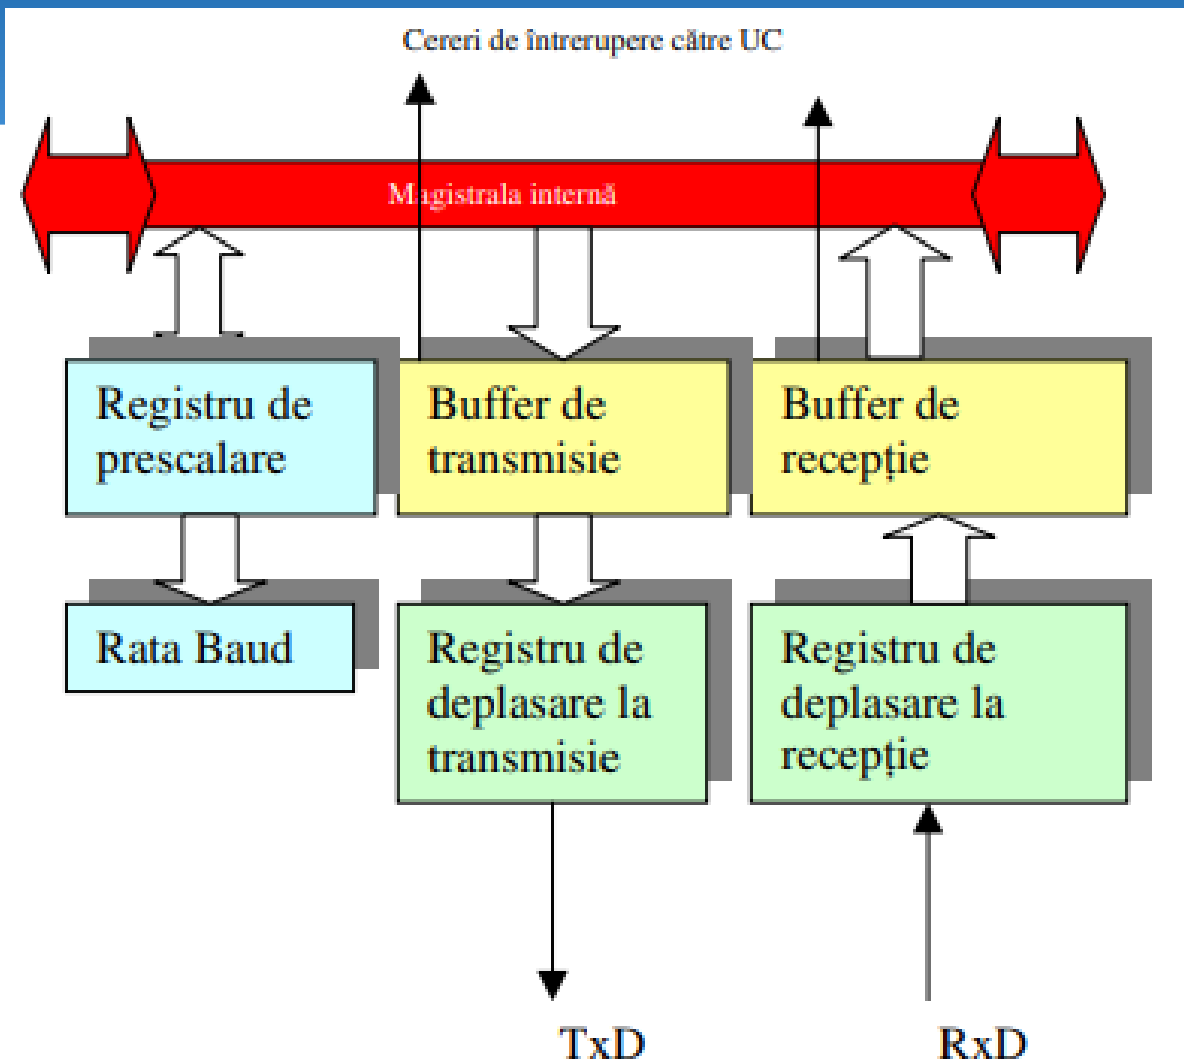 Cereri de întrerupere către UC
Magistrala internă
Registru de
prescalare
Buffer de
transmisie
Buffer de
recepție
Rata Baud
Registru de
deplasare la
transmisie
Registru de
deplasare la
recepție
TxD
RxD